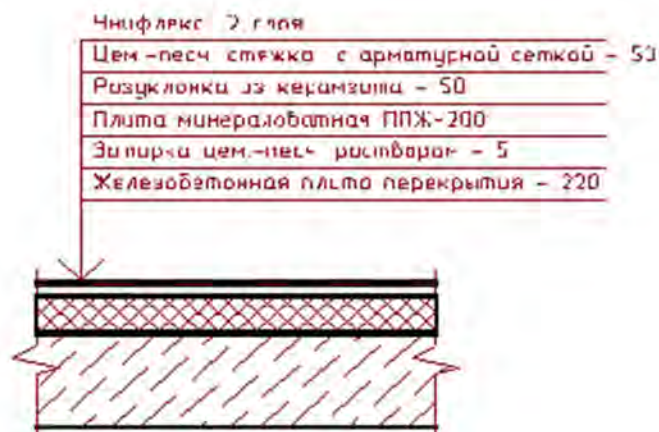 Унифлекс 2 слоя
Цем-песч стяжка с арматурной сеткой - 50
Разуклонка из керамзита - 50
Плита минераловатная ППЖ-200
Затирка цем.-песч раствором - 5
Железобетонная плита перекрытия - 220